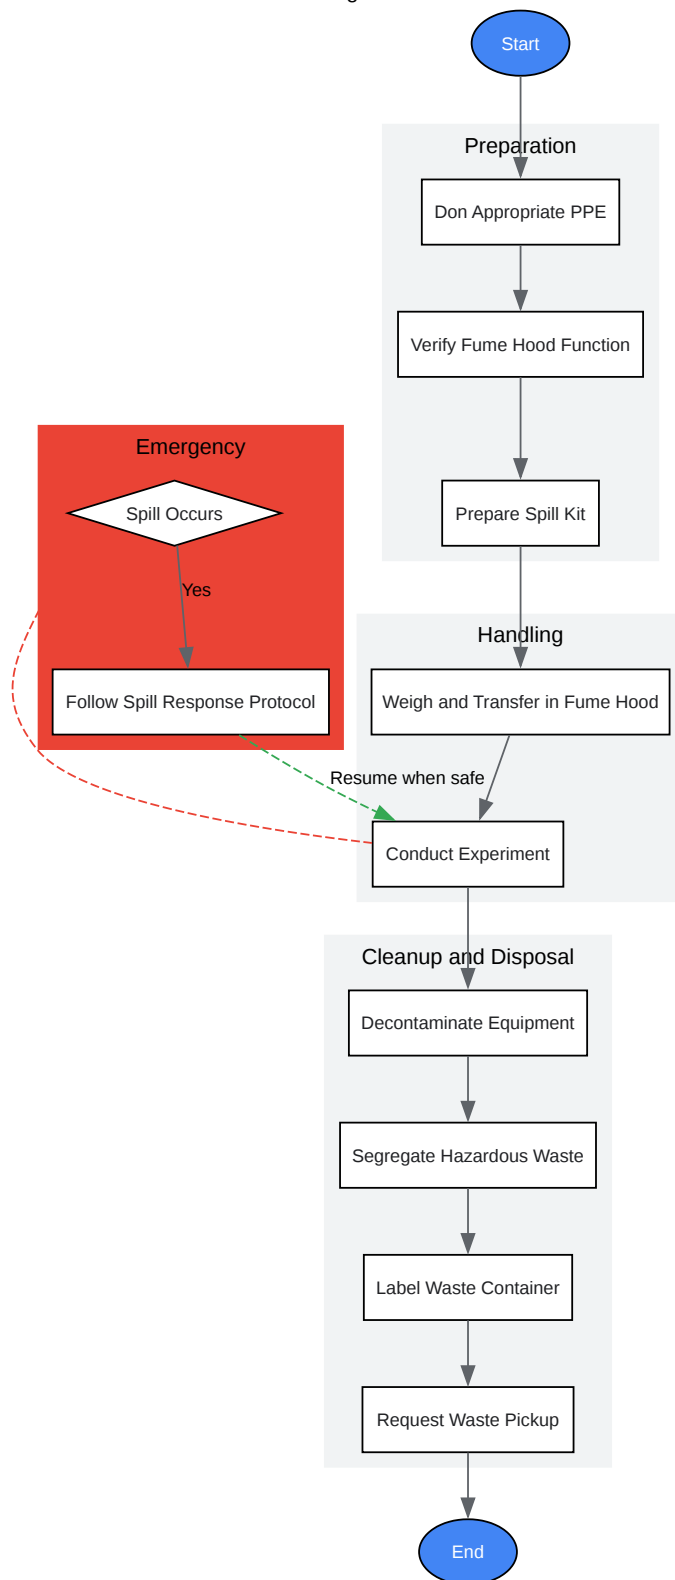 Start
Preparation
Don Appropriate PPE
Verify Fume Hood Function
Emergency
Spill Occurs
Prepare Spill Kit
Yes
Handling
Follow Spill Response Protocol
Weigh and Transfer in Fume Hood
Resume when safe
Conduct Experiment
Cleanup and Disposal
Decontaminate Equipment
Segregate Hazardous Waste
Label Waste Container
Request Waste Pickup
End